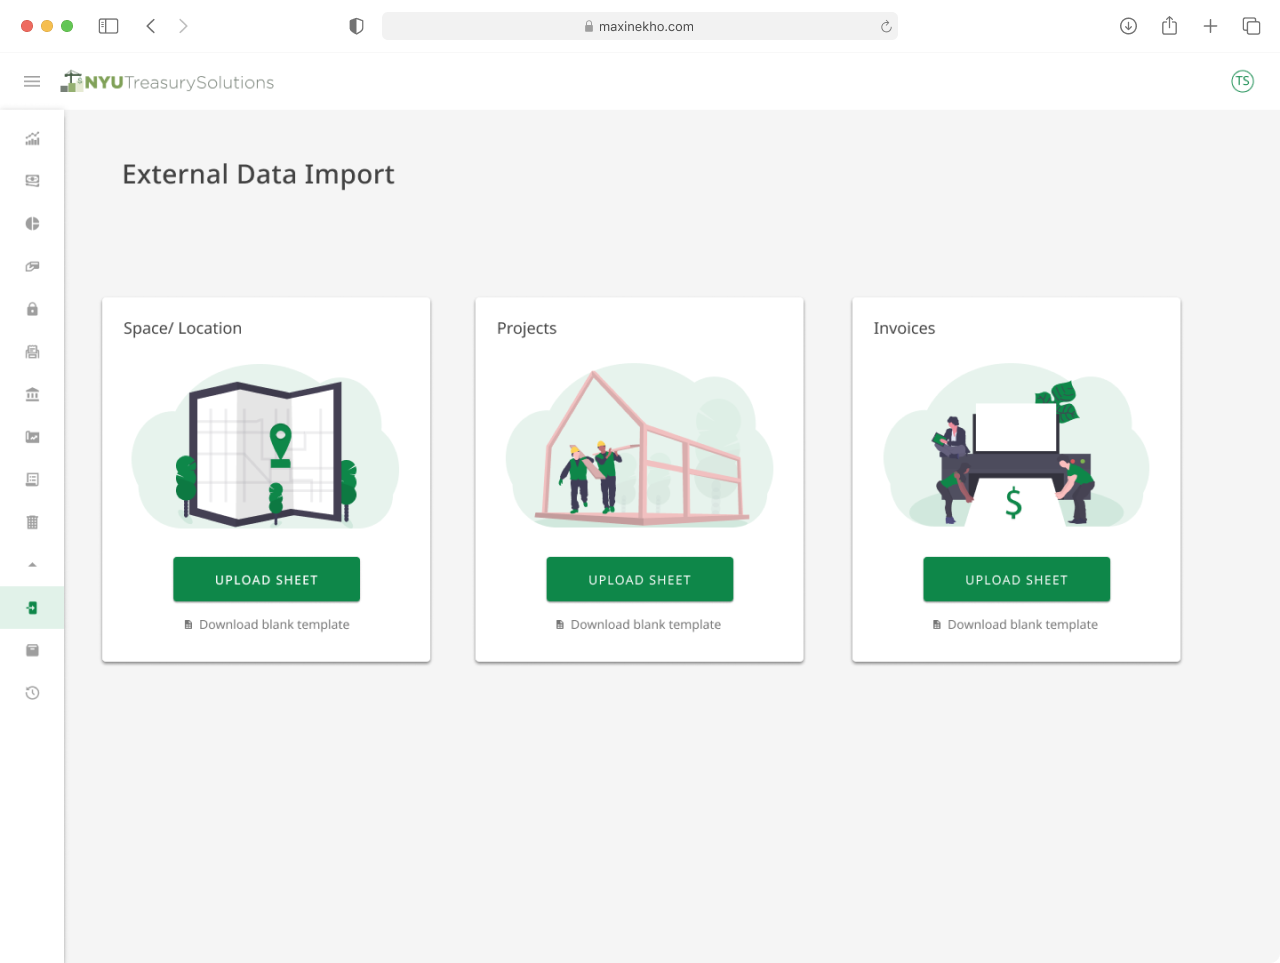 maxinekho.com
NYUTreasurySolutions
TS
External Data Import
Space/ Location
Projects
Invoices
$
UPLOAD SHEET
UPLOAD SHEET
UPLOAD SHEET
Download blank template
Download blank template
Download blank template